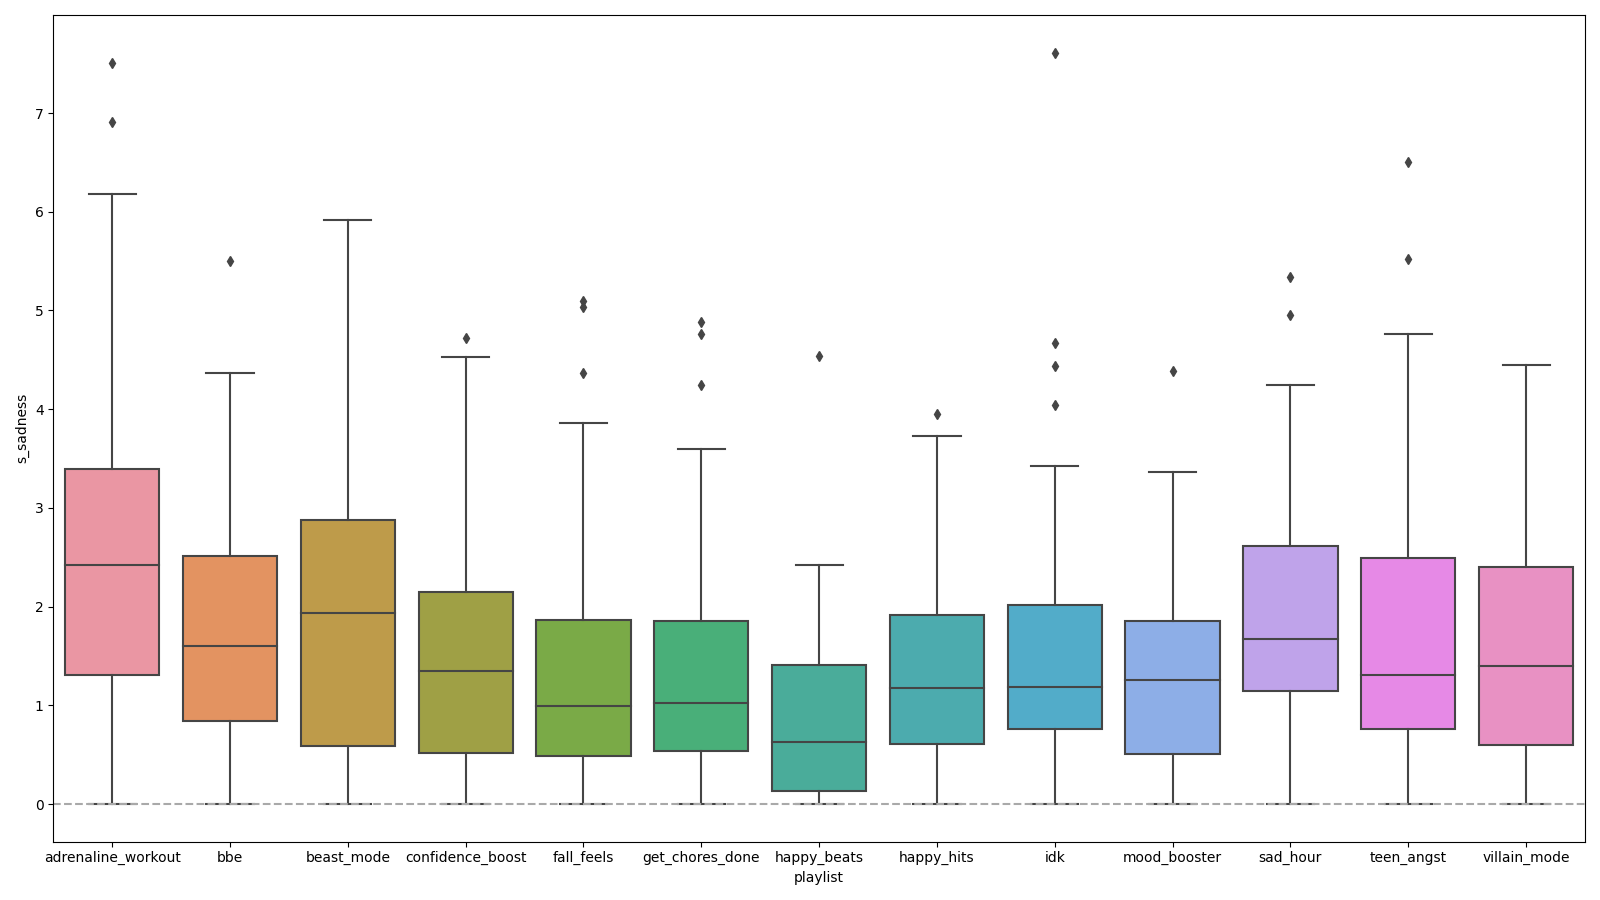 s_sadness
7
6
5
4
3
2
1
0
adrenaline_workout bbe beast_mode confidence_boost fall_feels get_chores_done happy_beats happy_hits idk mood_booster sad_hour teen_angst villain_mode
playlist